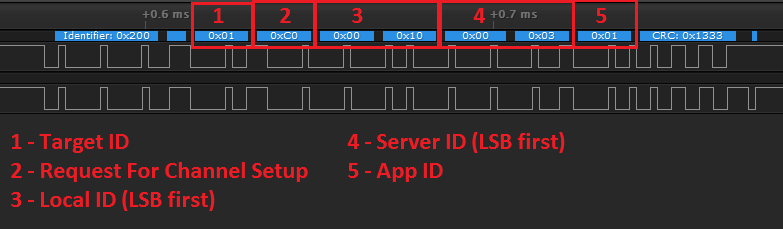 +0.6 ms +0.7 ms
1 2 3 4 5
Identifier: 0x200 0x01 0xC0 0x00 0x10 0x00 0x03 0x01 CRC: 0x1333
1 - Target ID
2 - Request For Channel Setup
3 - Local ID (LSB first)
4 - Server ID (LSB first)
5 - App ID